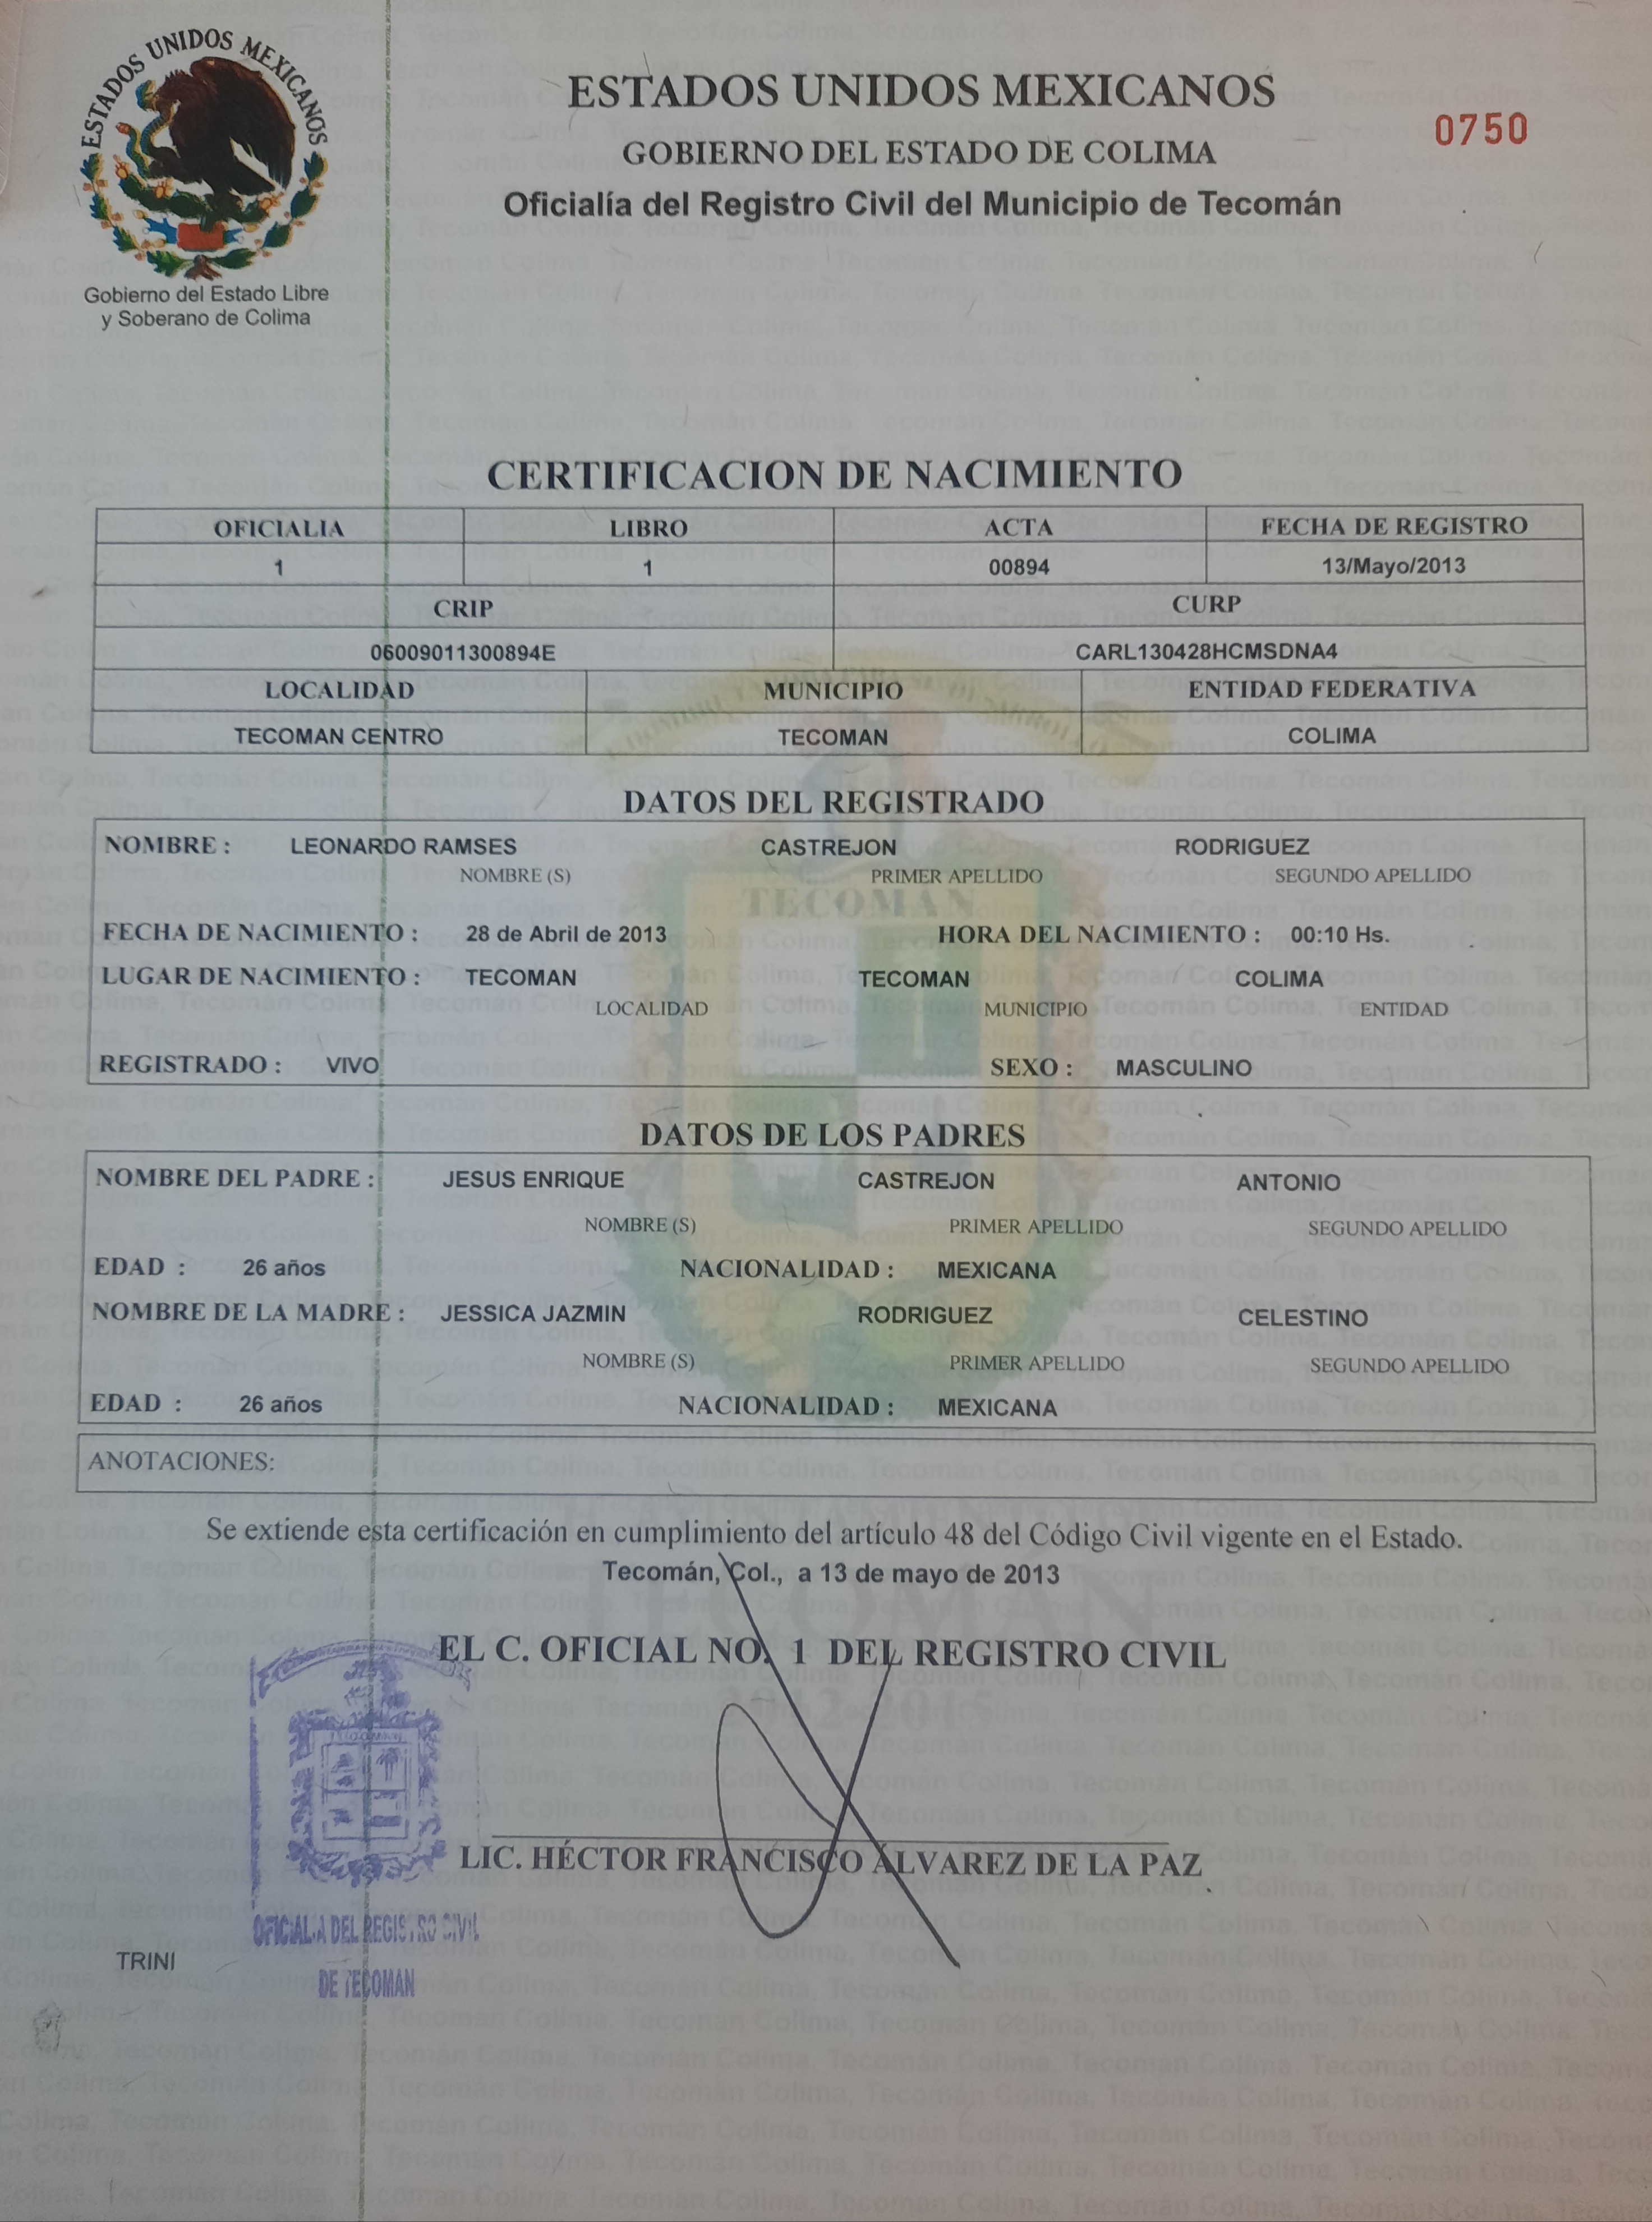 ESTADOS UNIDOS MEXICANOS
Gobierno del Estado Libre
y Soberano de Colima
ESTADOS UNIDOS MEXICANOS
0750
GOBIERNO DEL ESTADO DE COLIMA
Oficialía del Registro Civil del Municipio de Tecomán
CERTIFICACION DE NACIMIENTO
OFICIALIA LIBRO ACTA FECHA DE REGISTRO
1 1 00894 13/Mayo/2013
CRIP CURP
06009011300894E CARL130428HCMSDNA4
LOCALIDAD MUNICIPIO ENTIDAD FEDERATIVA
TECOMAN CENTRO TECOMAN COLIMA
DATOS DEL REGISTRADO
NOMBRE : LEONARDO RAMSES CASTREJON RODRIGUEZ
NOMBRE (S) PRIMER APELLIDO SEGUNDO APELLIDO
TECOMÁN
FECHA DE NACIMIENTO : 28 de Abril de 2013 HORA DEL NACIMIENTO : 00:10 Hs.
LUGAR DE NACIMIENTO : TECOMAN TECOMAN COLIMA
LOCALIDAD MUNICIPIO ENTIDAD
REGISTRADO : VIVO SEXO : MASCULINO
DATOS DE LOS PADRES
NOMBRE DEL PADRE : JESUS ENRIQUE CASTREJON ANTONIO
NOMBRE (S) PRIMER APELLIDO SEGUNDO APELLIDO
EDAD : 26 años NACIONALIDAD : MEXICANA
NOMBRE DE LA MADRE : JESSICA JAZMIN RODRIGUEZ CELESTINO
NOMBRE (S) PRIMER APELLIDO SEGUNDO APELLIDO
EDAD : 26 años NACIONALIDAD : MEXICANA
ANOTACIONES:
Se extiende esta certificación en cumplimiento del artículo 48 del Código Civil vigente en el Estado.
Tecomán, Col., a 13 de mayo de 2013
TECOMÁN
EL C. OFICIAL NO. 1 DEL REGISTRO CIVIL
2012-2015
LIC. HÉCTOR FRANCISCO ÁLVAREZ DE LA PAZ
OFICIALIA DEL REGISTRO CIVIL
DE TECOMAN
TRINI